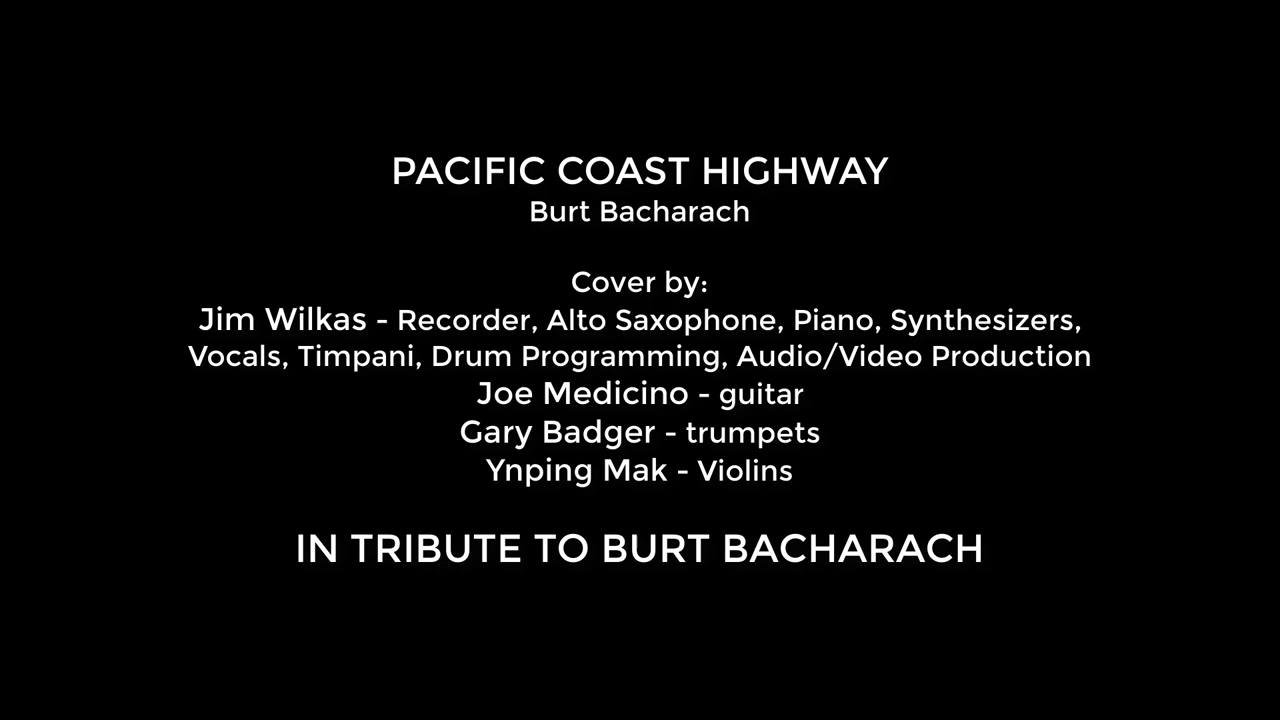 PACIFIC COAST HIGHWAY
Burt Bacharach
Cover by:
Jim Wilkas - Recorder, Alto Saxophone, Piano, Synthesizers,
Vocals, Timpani, Drum Programming, Audio/Video Production
Joe Medicino - guitar
Gary Badger - trumpets
Ynping Mak - Violins
IN TRIBUTE TO BURT BACHARACH